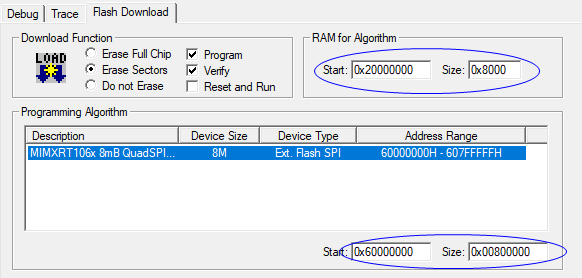 Debug Trace Flash Download
Download Function
LOAD
Erase Full Chip
Erase Sectors
Do not Erase
Program
Verify
Reset and Run
RAM for Algorithm
Start: 0x20000000 Size: 0x8000
Programming Algorithm
Description Device Size Device Type Address Range
MIMXRT106x 8mB QuadSPI... 8M Ext. Flash SPI 60000000H - 607FFFFFH
Start: 0x60000000 Size: 0x00800000